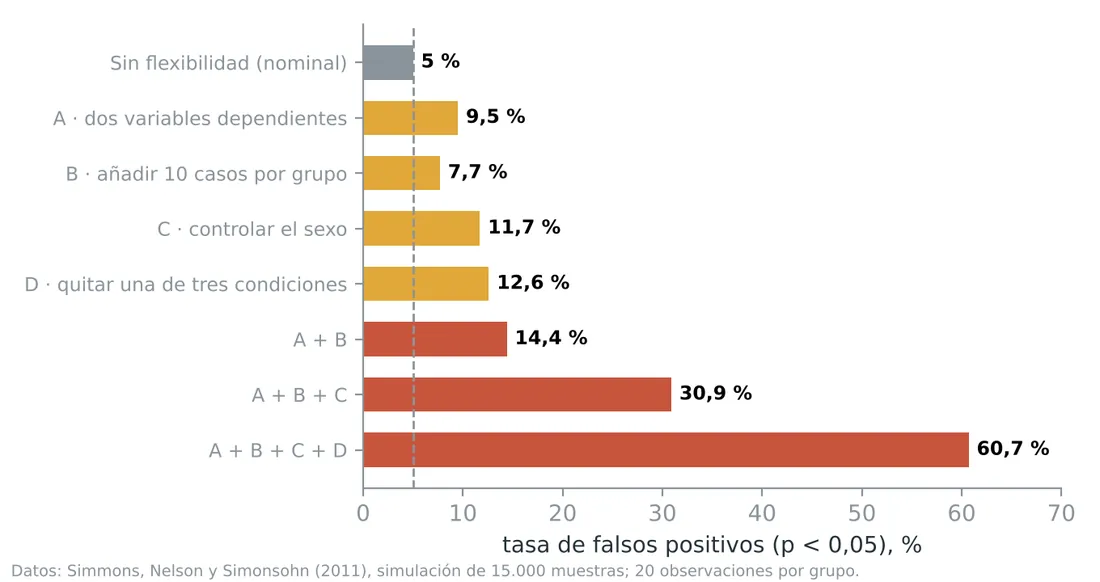 Sin flexibilidad (nominal) 5 %
A · dos variables dependientes 9,5 %
B · añadir 10 casos por grupo 7,7 %
C · controlar el sexo 11,7 %
D · quitar una de tres condiciones 12,6 %
A + B 14,4 %
A + B + C 30,9 %
A + B + C + D 60,7 %
0 10 20 30 40 50 60 70
tasa de falsos positivos (p < 0,05), %
Datos: Simmons, Nelson y Simonsohn (2011), simulación de 15.000 muestras; 20 observaciones por grupo.